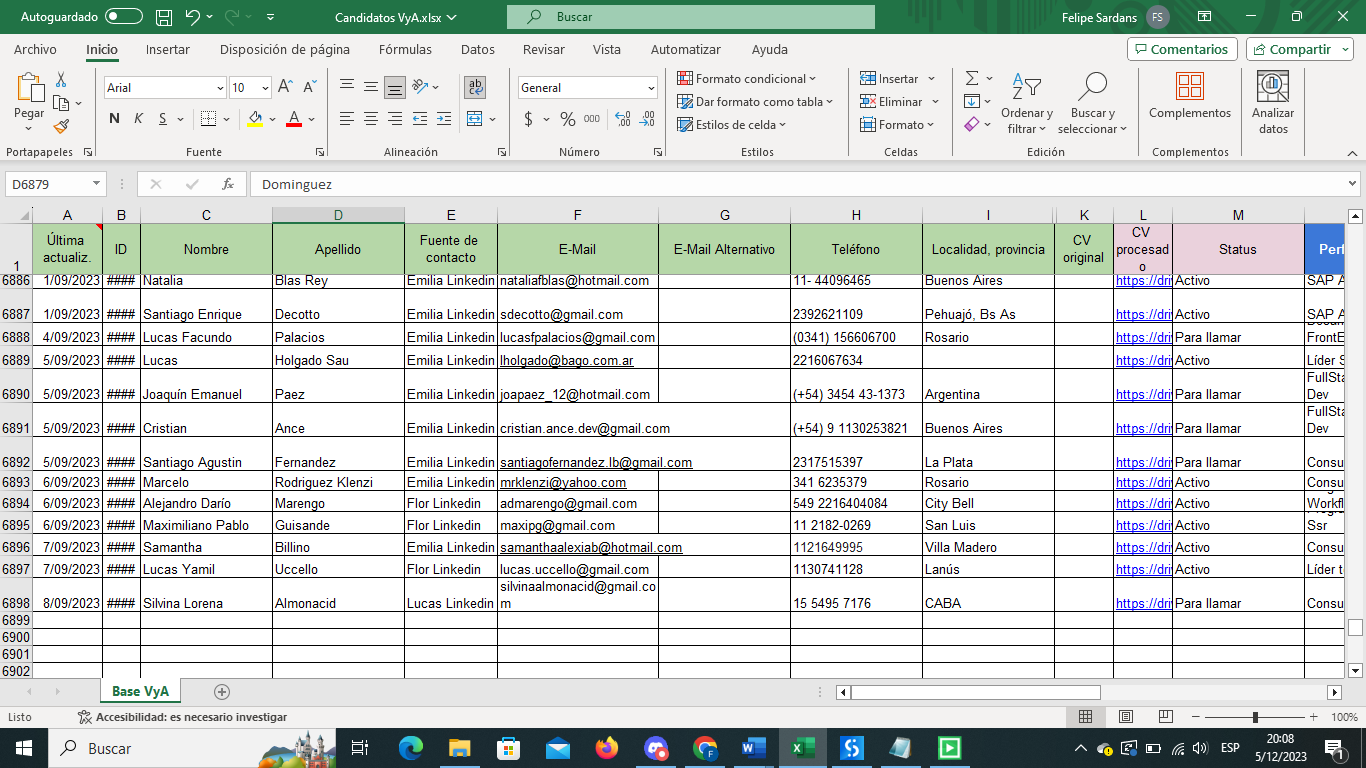 Autoguardado Candidatos VyA.xlsx Buscar Felipe Sardans FS
Archivo Inicio Insertar Disposición de página Fórmulas Datos Revisar Vista Automatizar Ayuda Comentarios Compartir
Pegar Arial 10 General Formato condicional Insertar Ordenar y Buscar y Complementos Analizar
N K S Dar formato como tabla Eliminar filtrar seleccionar datos
$ % 000 Estilos de celda Formato
Portapapeles Fuente Alineación Número Estilos Celdas Edición Complementos
D6879 fx Dominguez
A B C D E F G H I K L M
1 Última actualiz. ID Nombre Apellido Fuente de contacto E-Mail E-Mail Alternativo Teléfono Localidad, provincia CV original CV procesado Status Perf
6886 1/09/2023 #### Natalia Blas Rey Emilia Linkedin nataliafblas@hotmail.com 11- 44096465 Buenos Aires https://dri Activo SAP A
6887 1/09/2023 #### Santiago Enrique Decotto Emilia Linkedin sdecotto@gmail.com 2392621109 Pehuajó, Bs As https://dri Activo SAP A
6888 4/09/2023 #### Lucas Facundo Palacios Emilia Linkedin lucasfpalacios@gmail.com (0341) 156606700 Rosario https://dri Para llamar FrontE
6889 5/09/2023 #### Lucas Holgado Sau Emilia Linkedin lholgado@bago.com.ar 2216067634 https://dri Activo Líder S
6890 5/09/2023 #### Joaquín Emanuel Paez Emilia Linkedin joapaez_12@hotmail.com (+54) 3454 43-1373 Argentina https://dri Para llamar FullSta Dev
6891 5/09/2023 #### Cristian Ance Emilia Linkedin cristian.ance.dev@gmail.com (+54) 9 1130253821 Buenos Aires https://dri Para llamar FullSta Dev
6892 5/09/2023 #### Santiago Agustin Fernandez Emilia Linkedin santiagofernandez.lb@gmail.com 2317515397 La Plata https://dri Para llamar Consu
6893 6/09/2023 #### Marcelo Rodriguez Klenzi Emilia Linkedin mrklenzi@yahoo.com 341 6235379 Rosario https://dri Activo Consu
6894 6/09/2023 #### Alejandro Darío Marengo Flor Linkedin admarengo@gmail.com 549 2216404084 City Bell https://dri Activo Workfl
6895 6/09/2023 #### Maximiliano Pablo Guisande Flor Linkedin maxipg@gmail.com 11 2182-0269 San Luis https://dri Activo Ssr
6896 7/09/2023 #### Samantha Billino Emilia Linkedin samanthaalexiab@hotmail.com 1121649995 Villa Madero https://dri Activo Consu
6897 7/09/2023 #### Lucas Yamil Uccello Flor Linkedin lucas.uccello@gmail.com 1130741128 Lanús https://dri Activo Líder t
6898 8/09/2023 #### Silvina Lorena Almonacid Lucas Linkedin silvinaalmonacid@gmail.com 15 5495 7176 CABA https://dri Para llamar Consu
6899
6900
6901
6902
Base VyA
Listo Accesibilidad: es necesario investigar 100%
Buscar ESP 20:08
5/12/2023 1